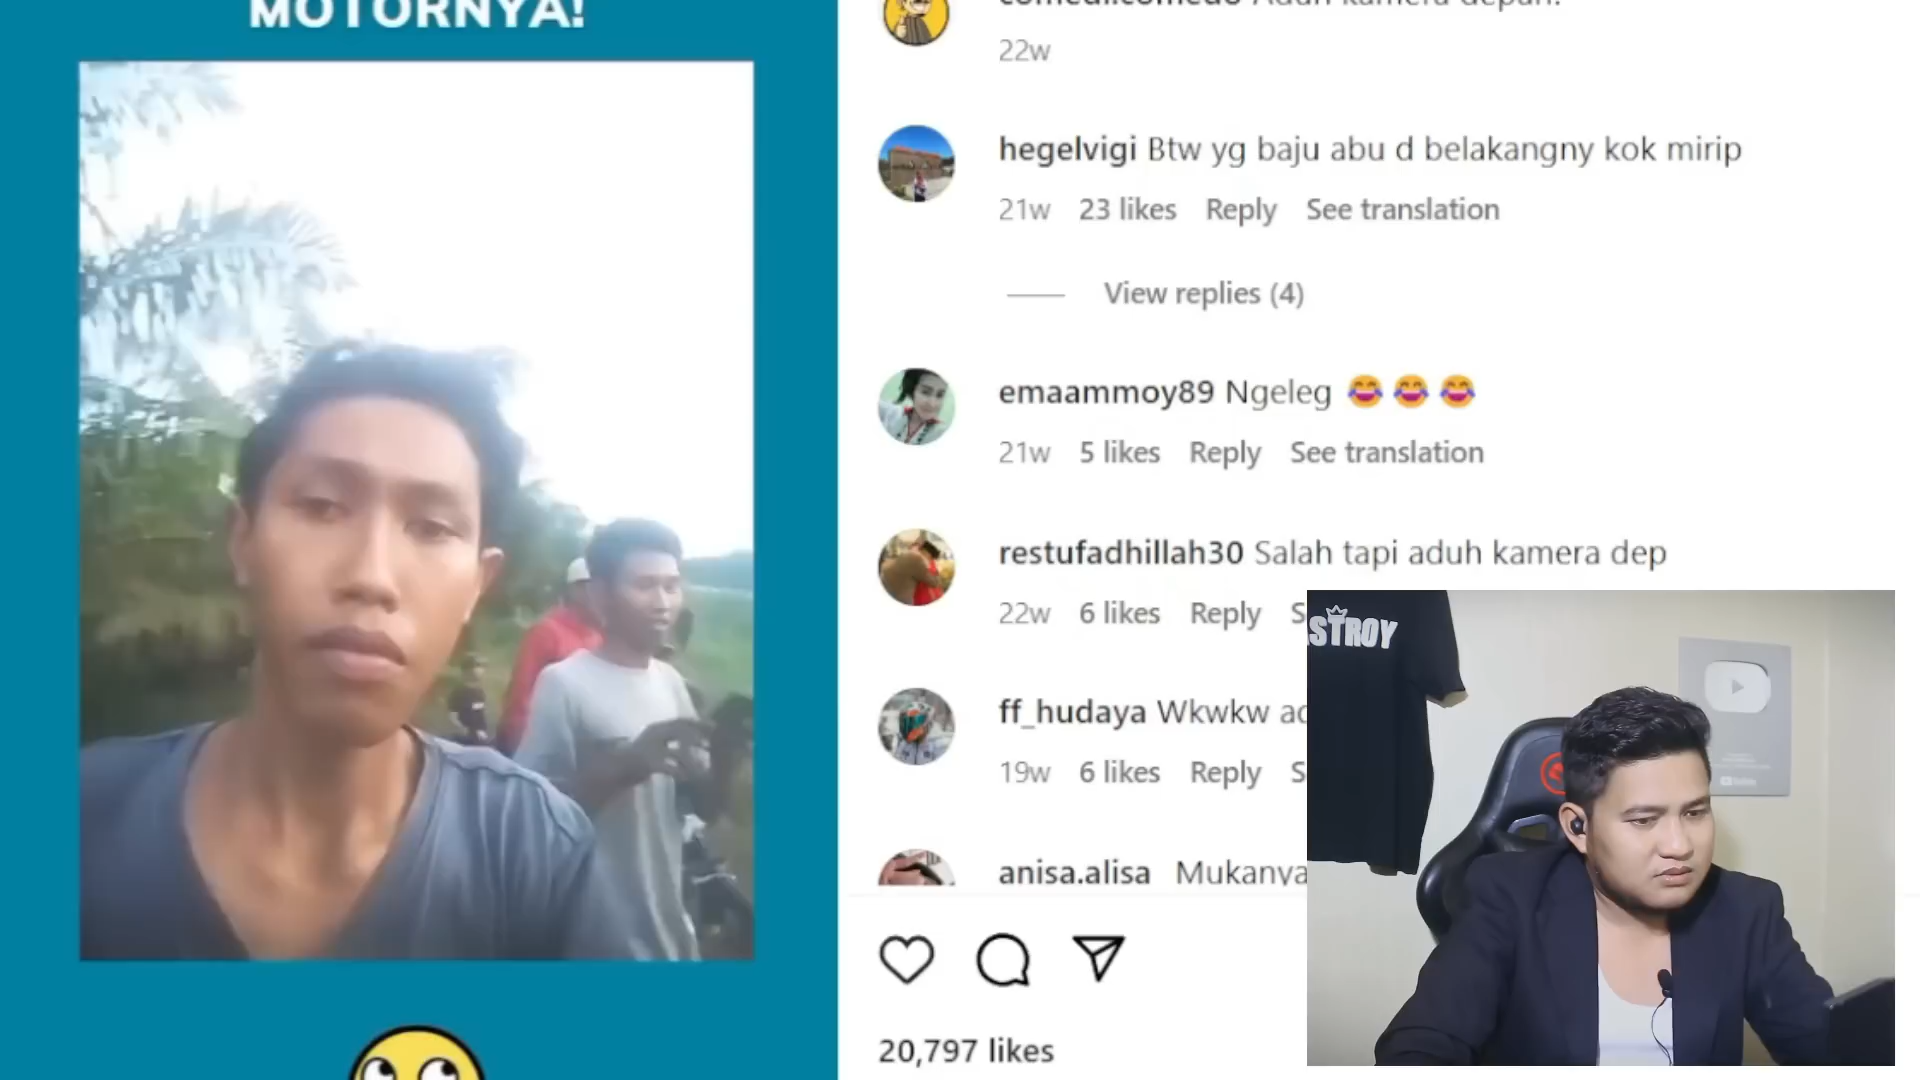 MOTORNYA!
22w
hegelvigi Btw yg baju abu d belakangny kok mirip
21w 23 likes Reply See translation
View replies (4)
emaammoy89 Ngeleg 😂😂😂
21w 5 likes Reply See translation
restufadhillah30 Salah tapi aduh kamera dep
22w 6 likes Reply S
ff_hudaya Wkwkw
19w 6 likes Reply S
anisa.alisa Mukanya
20,797 likes
STROY